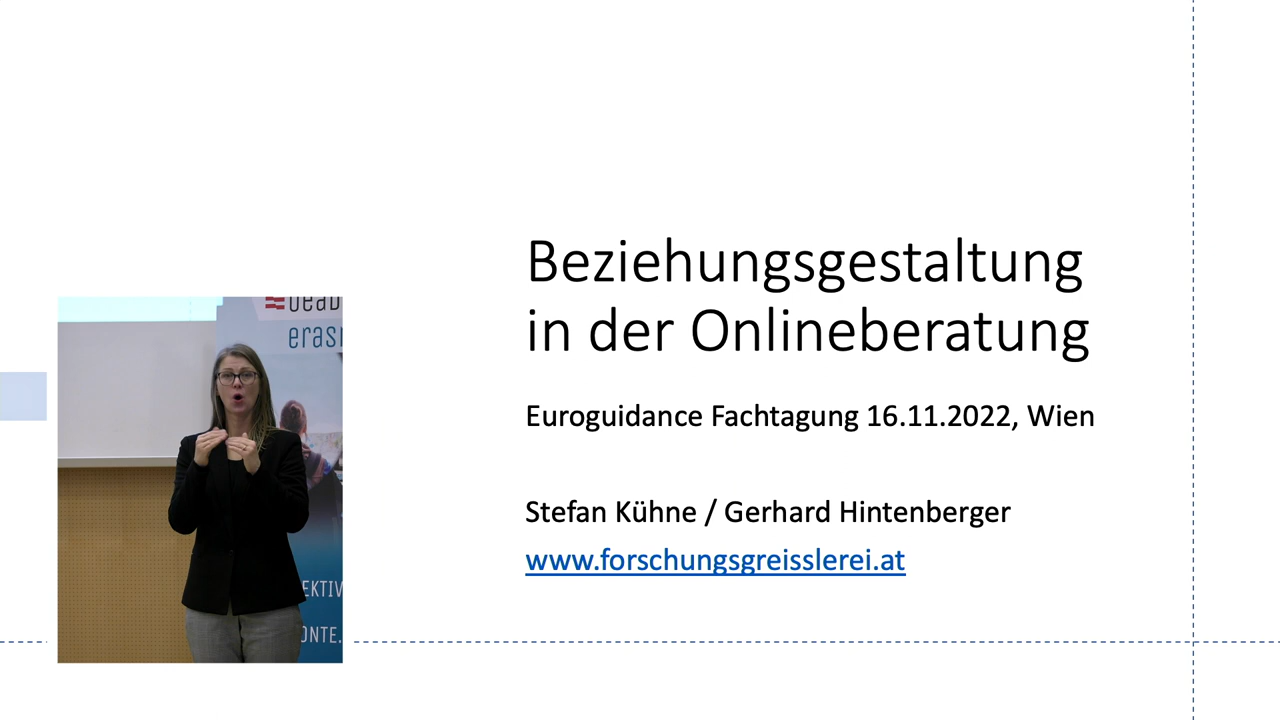 Beziehungsgestaltung
in der Onlineberatung
Euroguidance Fachtagung 16.11.2022, Wien
Stefan Kühne / Gerhard Hintenberger
www.forschungsgreisslerei.at